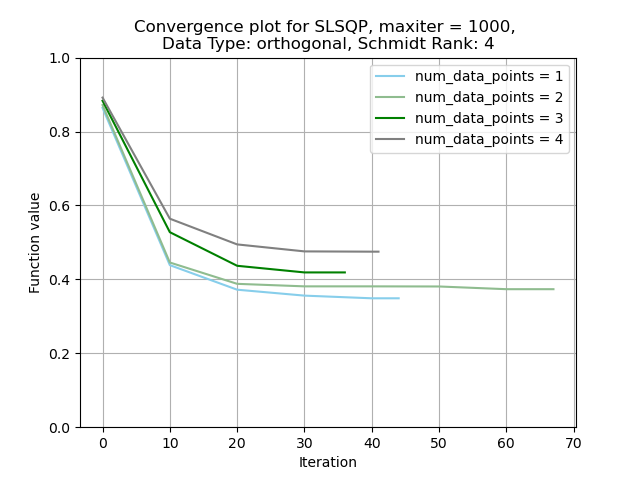 Convergence plot for SLSQP, maxiter = 1000,
Data Type: orthogonal, Schmidt Rank: 4
num_data_points = 1
num_data_points = 2
num_data_points = 3
num_data_points = 4
Function value
1.0
0.8
0.6
0.4
0.2
0.0
0 10 20 30 40 50 60 70
Iteration